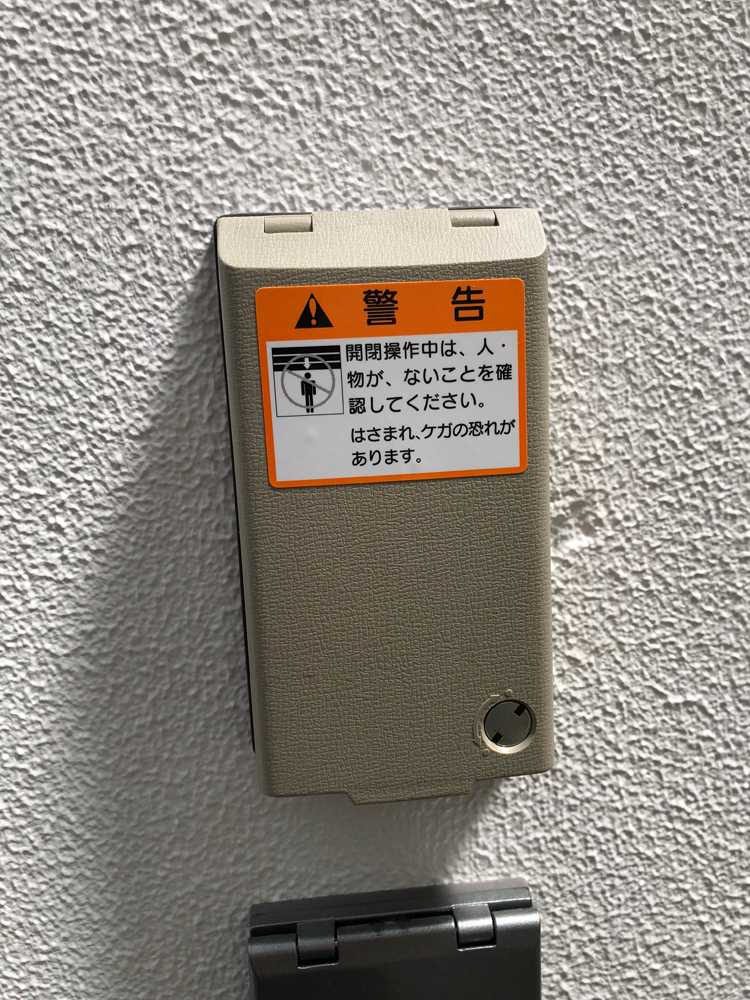 警告
開閉操作中は、人・
物が、ないことを確
認してください。
はさまれ、ケガの恐れが
あります。